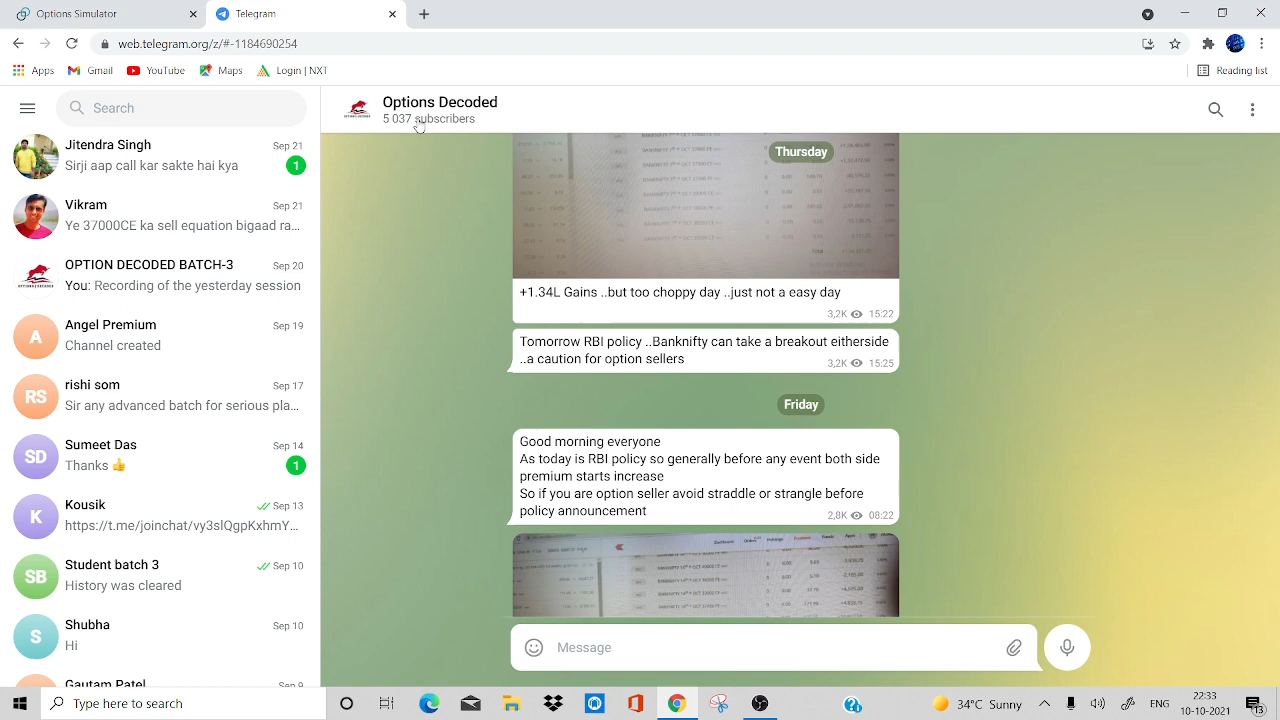 Options Simplified
Telegram
web.telegram.org/z/#-1184690254
Apps
Gmail
YouTube
Maps
Login | NXT
Reading list
Search
Options Decoded
5 037 subscribers
Jitendra Singh
Sep 21
Sirji aap call kar sakte hai kya
1
Vikram
Sep 21
Ye 37000CE ka sell equation bigaad ra...
OPTION DECODED BATCH-3
Sep 20
You: Recording of the yesterday session
A
Angel Premium
Sep 19
Channel created
RS
rishi som
Sep 17
Sir any advanced batch for serious pla...
SD
Sumeet Das
Sep 14
Thanks 👍
1
K
Kousik
Sep 13
https://t.me/joinchat/vy3slQgpKxhmY...
SB
Student batch 3
Sep 10
History was cleared
S
Shubha
Sep 10
Hi
Gautam Patel
Sep 9
Thursday
+1.34L Gains ..but too choppy day ..just not a easy day
3,2K 15:22
Tomorrow RBI policy ..Banknifty can take a breakout eitherside
..a caution for option sellers
3,2K 15:25
Friday
Good morning everyone
As today is RBI policy so generally before any event both side
premium starts increase
So if you are option seller avoid straddle or strangle before
policy announcement
2,8K 08:22
Message
Type here to search
34°C Sunny
ENG
22:33
10-10-2021
13